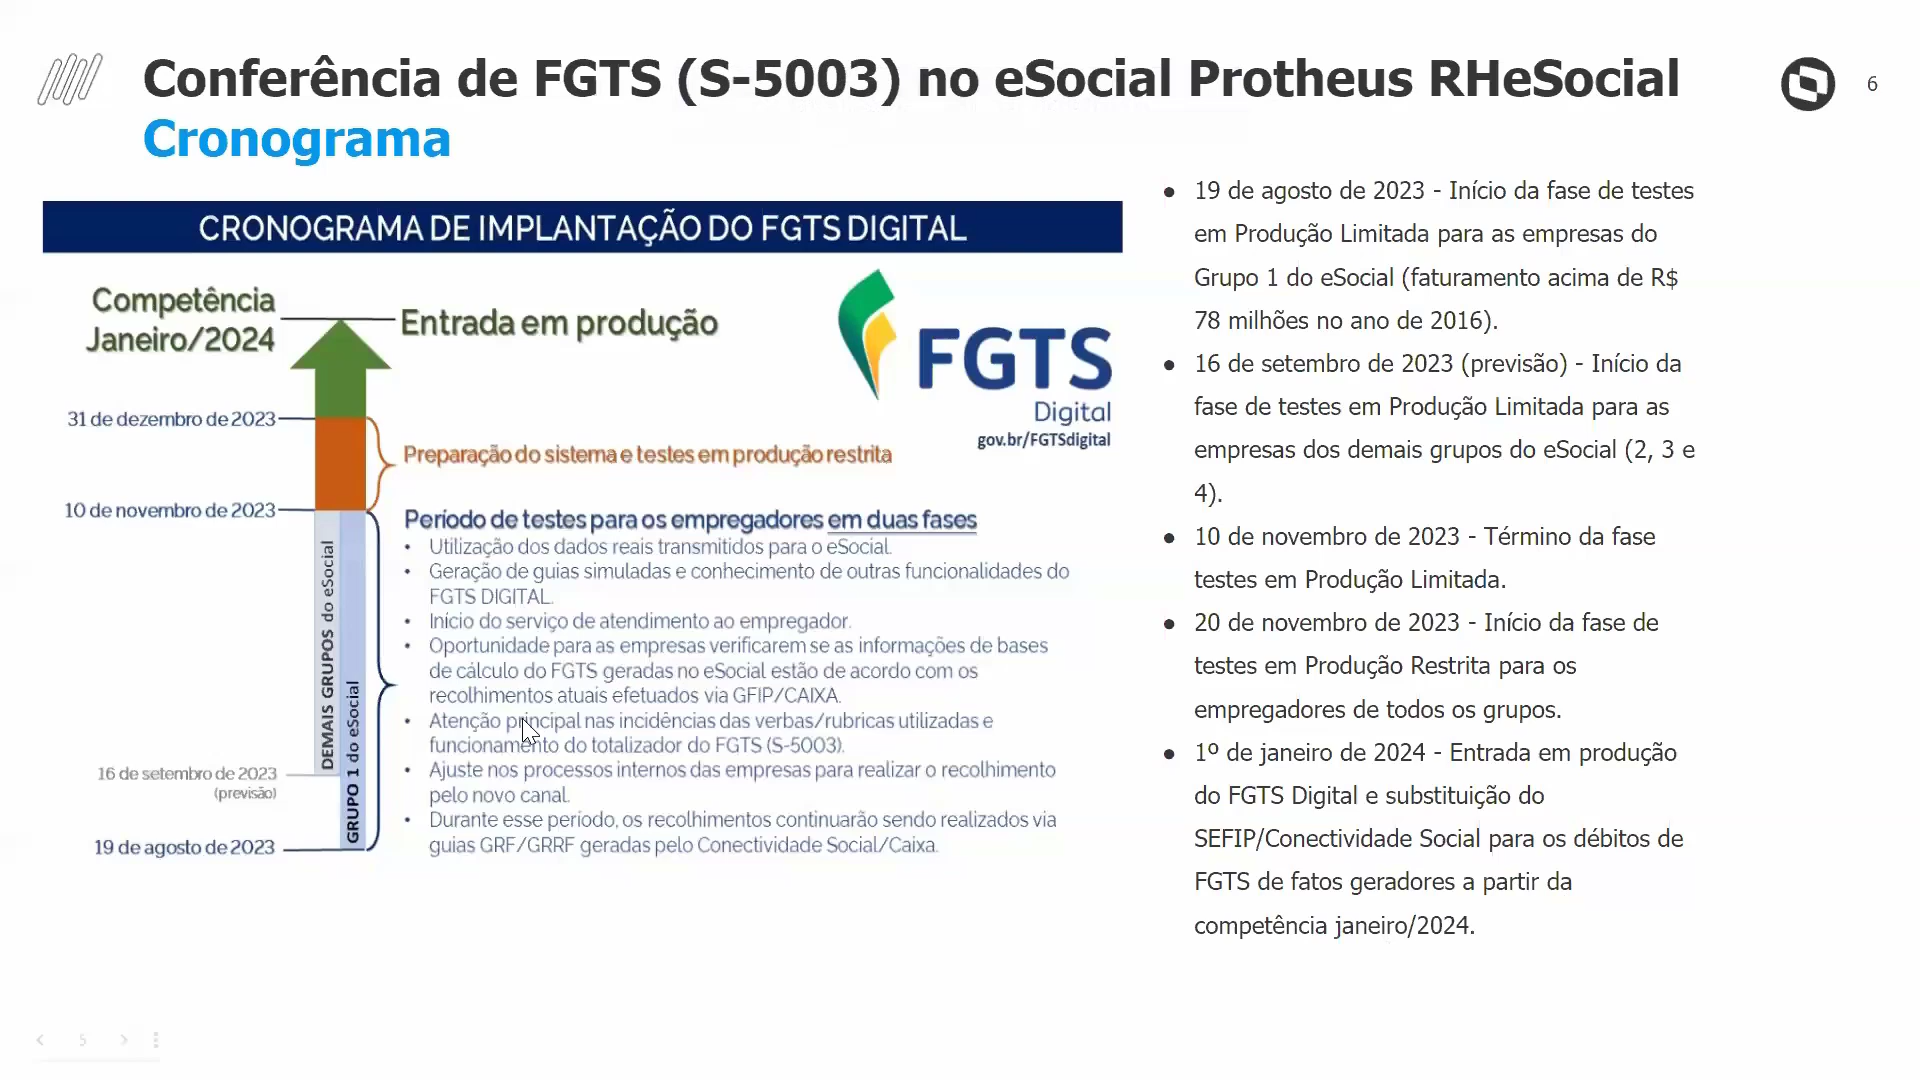 Conferência de FGTS (S-5003) no eSocial Protheus RHeSocial
6
Cronograma
CRONOGRAMA DE IMPLANTAÇÃO DO FGTS DIGITAL
Competência
Janeiro/2024
Entrada em produção
FGTS
Digital
gov.br/FGTSdigital
31 de dezembro de 2023
Preparação do sistema e testes em produção restrita
10 de novembro de 2023
Período de testes para os empregadores em duas fases
• Utilização dos dados reais transmitidos para o eSocial.
• Geração de guias simuladas e conhecimento de outras funcionalidades do
FGTS DIGITAL.
• Início do serviço de atendimento ao empregador.
• Oportunidade para as empresas verificarem se as informações de bases
de cálculo do FGTS geradas no eSocial estão de acordo com os
recolhimentos atuais efetuados via GFIP/CAIXA.
• Atenção principal nas incidências das verbas/rubricas utilizadas e
funcionamento do totalizador do FGTS (S-5003).
• Ajuste nos processos internos das empresas para realizar o recolhimento
pelo novo canal.
• Durante esse período, os recolhimentos continuarão sendo realizados via
guias GRF/GRRF geradas pelo Conectividade Social/Caixa.
DEMAIS GRUPOS do eSocial
GRUPO 1 do eSocial
16 de setembro de 2023
(previsão)
19 de agosto de 2023
● 19 de agosto de 2023 - Início da fase de testes
em Produção Limitada para as empresas do
Grupo 1 do eSocial (faturamento acima de R$
78 milhões no ano de 2016).
● 16 de setembro de 2023 (previsão) - Início da
fase de testes em Produção Limitada para as
empresas dos demais grupos do eSocial (2, 3 e
4).
● 10 de novembro de 2023 - Término da fase
testes em Produção Limitada.
● 20 de novembro de 2023 - Início da fase de
testes em Produção Restrita para os
empregadores de todos os grupos.
● 1º de janeiro de 2024 - Entrada em produção
do FGTS Digital e substituição do
SEFIP/Conectividade Social para os débitos de
FGTS de fatos geradores a partir da
competência janeiro/2024.
5